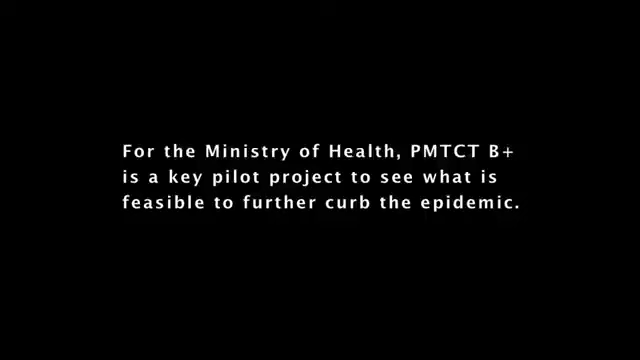 For the Ministry of Health, PMTCT B+
is a key pilot project to see what is
feasible to further curb the epidemic.